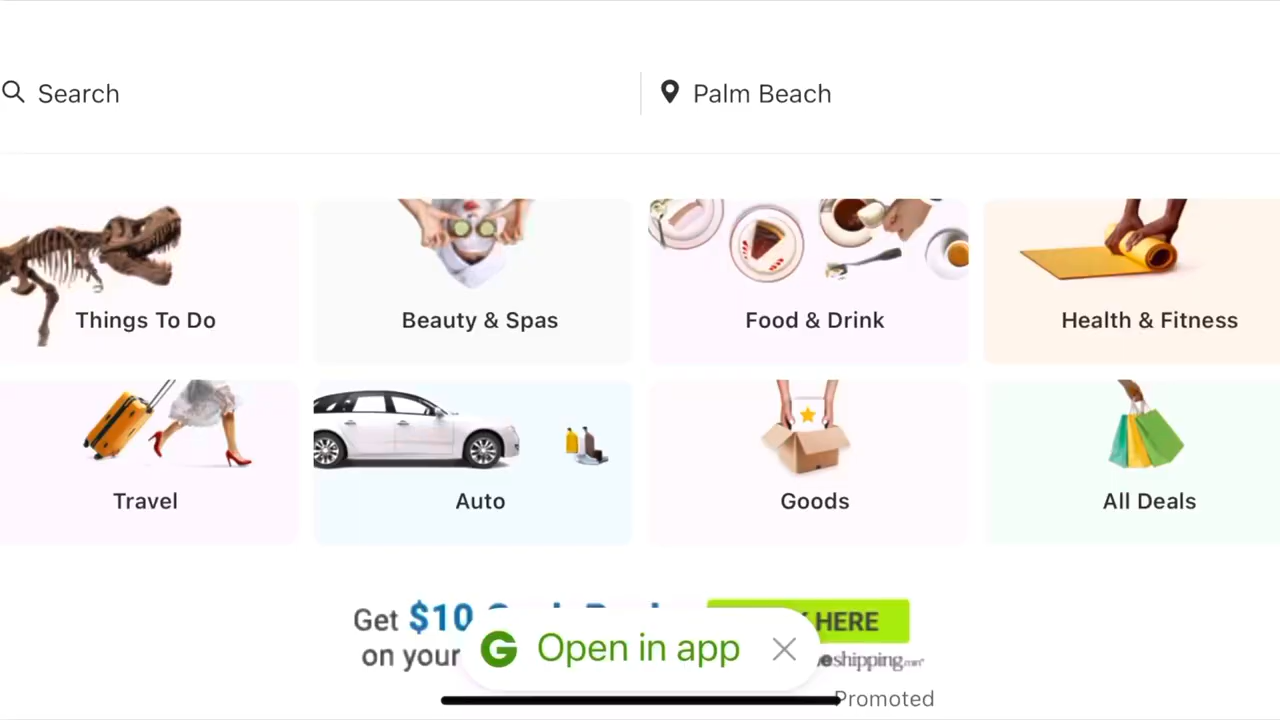 Search
Palm Beach
Things To Do
Beauty & Spas
Food & Drink
Health & Fitness
Travel
Auto
Goods
All Deals
Get $10
HERE
on your
G Open in app
shipping
Promoted